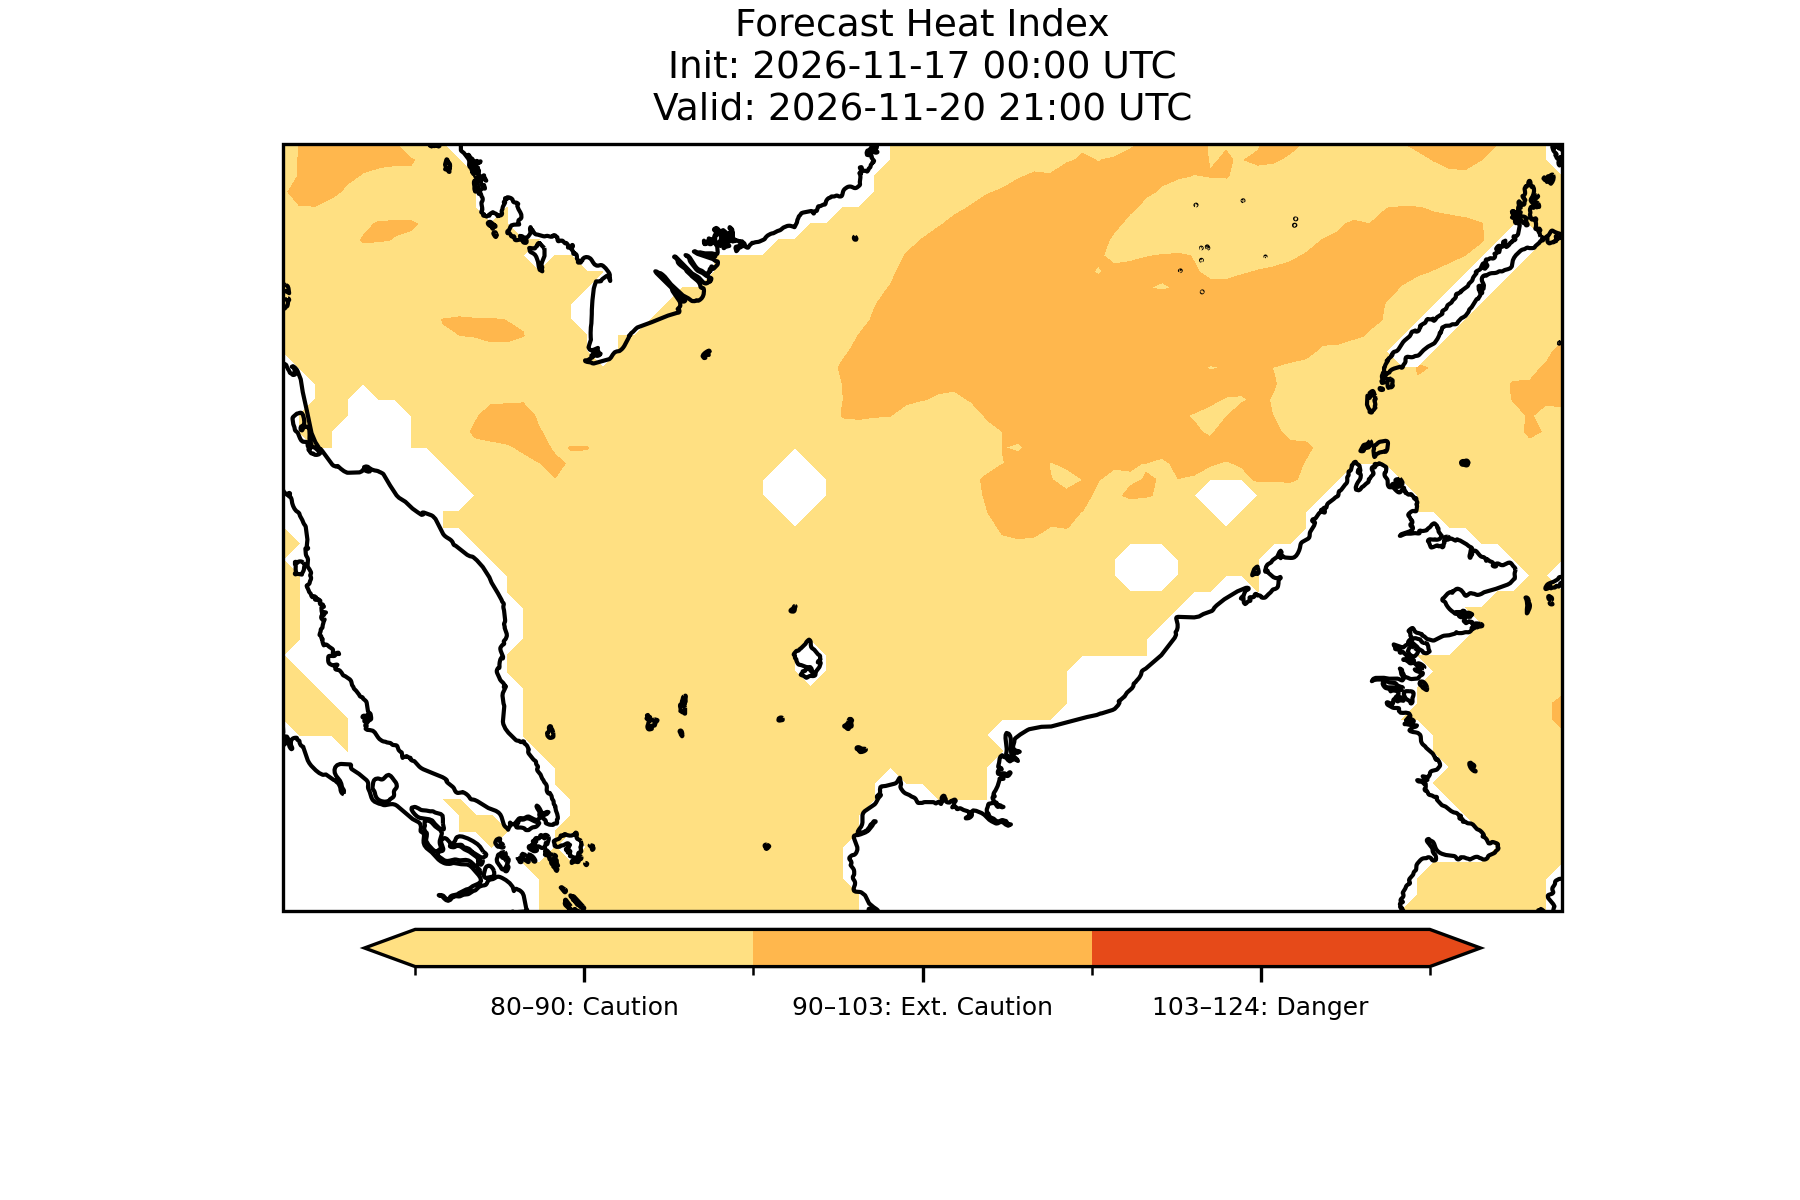 Forecast Heat Index
Init: 2026-11-17 00:00 UTC
Valid: 2026-11-20 21:00 UTC
80–90: Caution
90–103: Ext. Caution
103–124: Danger